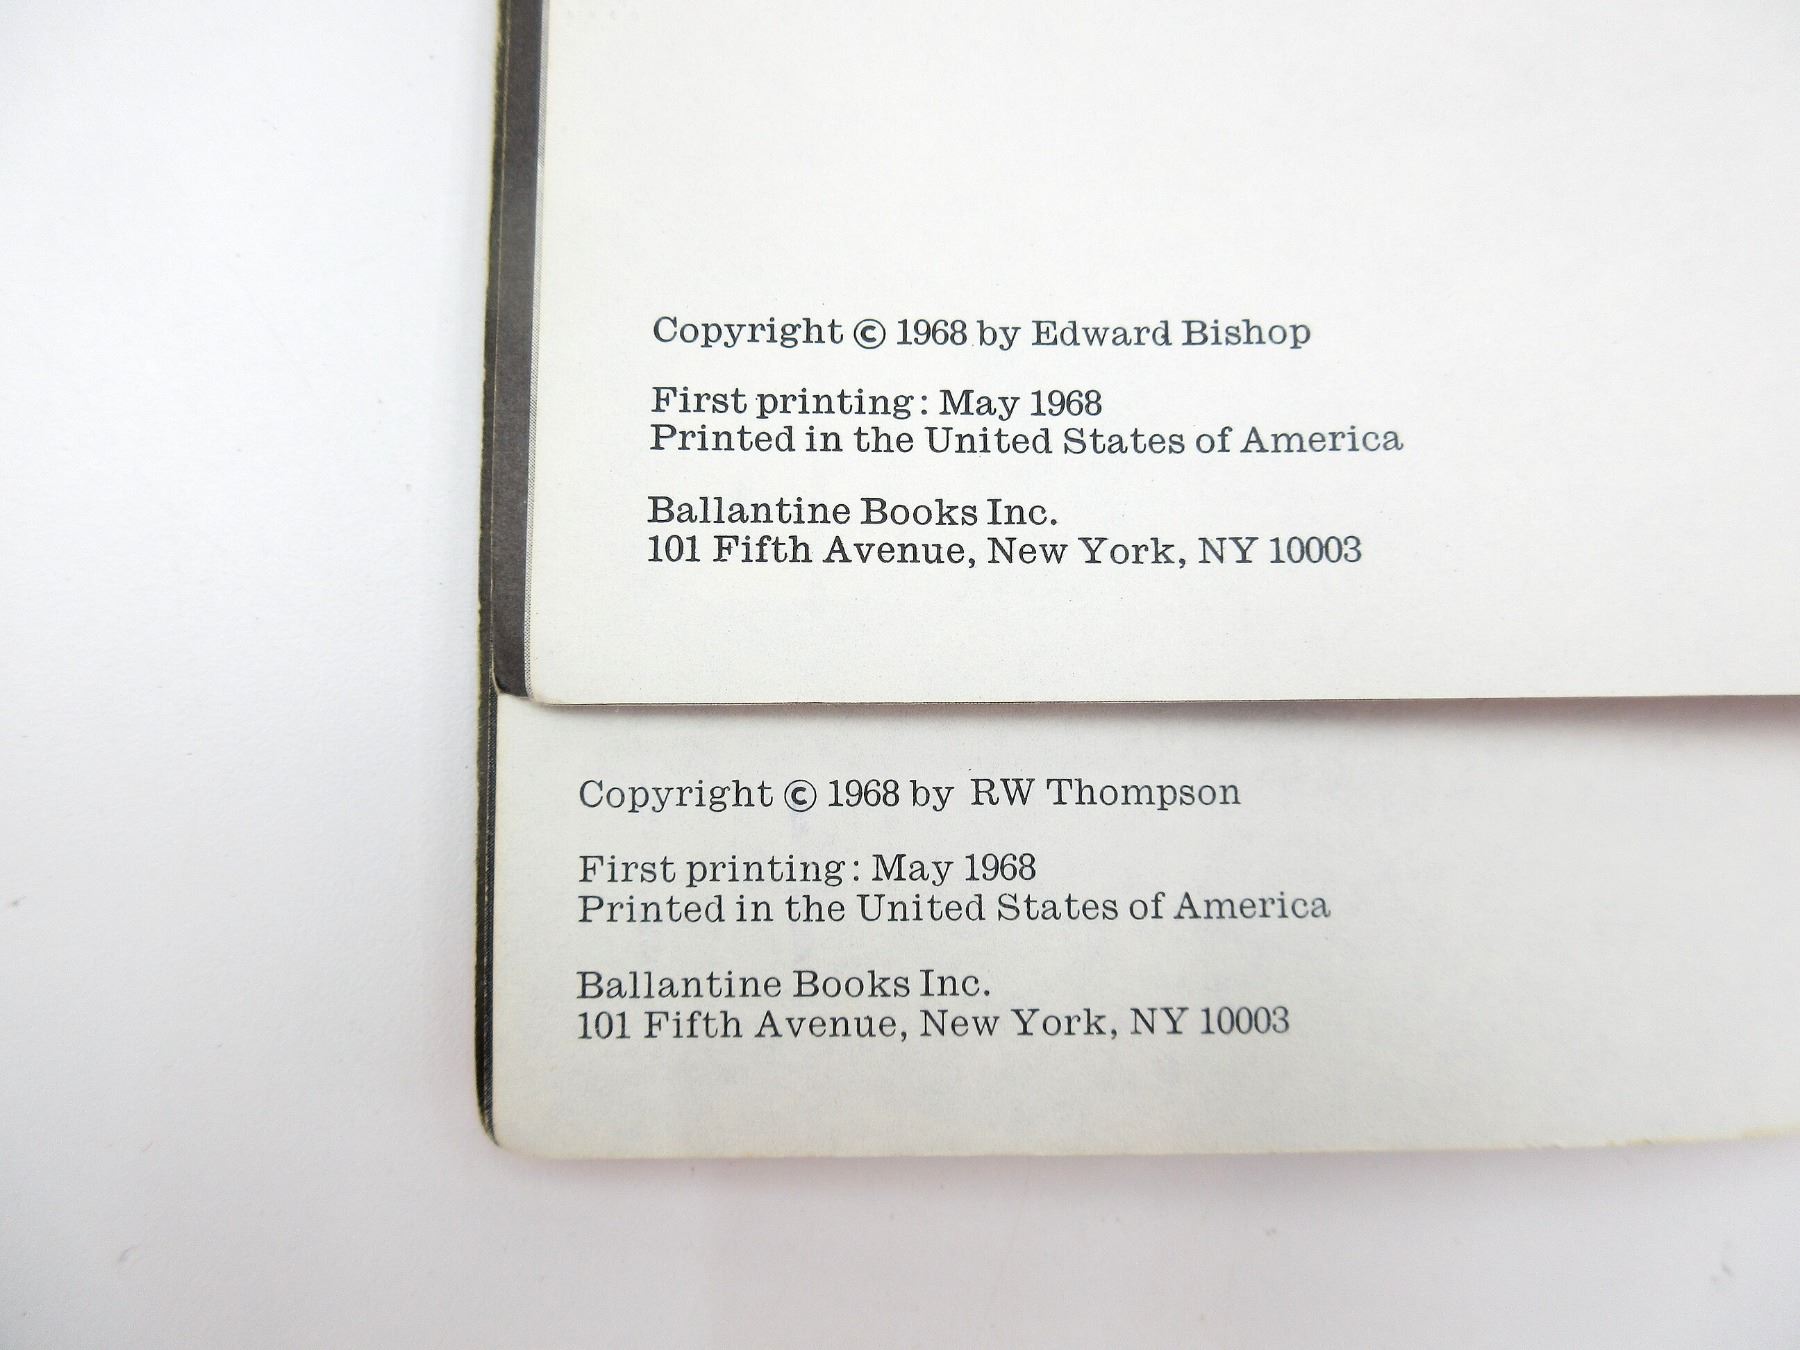 Copyright © 1968 by Edward Bishop
First printing: May 1968
Printed in the United States of America
Ballantine Books Inc.
101 Fifth Avenue, New York, NY 10003
Copyright © 1968 by RW Thompson
First printing: May 1968
Printed in the United States of America
Ballantine Books Inc.
101 Fifth Avenue, New York, NY 10003